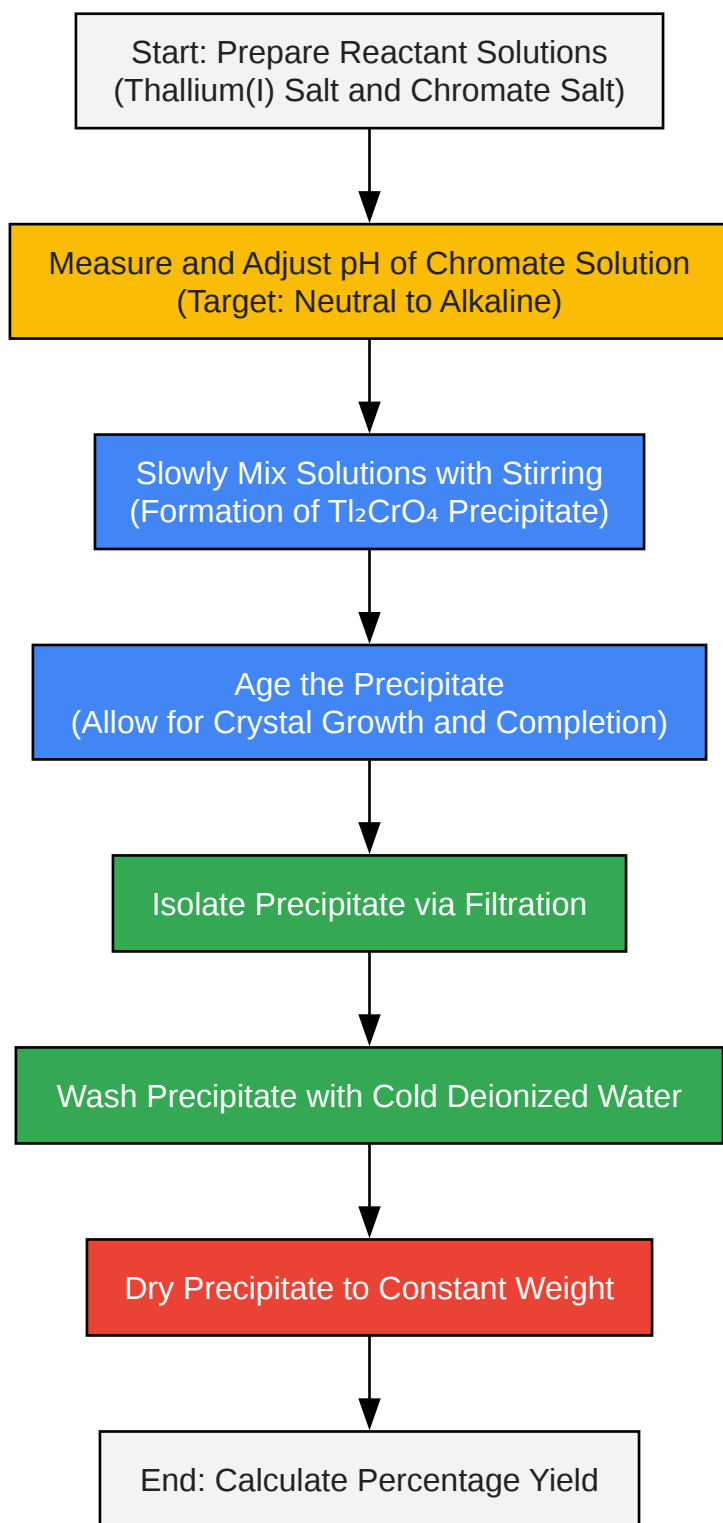 Start: Prepare Reactant Solutions
(Thallium(I) Salt and Chromate Salt)
Measure and Adjust pH of Chromate Solution
(Target: Neutral to Alkaline)
Slowly Mix Solutions with Stirring
(Formation of Tl₂CrO₄ Precipitate)
Age the Precipitate
(Allow for Crystal Growth and Completion)
Isolate Precipitate via Filtration
Wash Precipitate with Cold Deionized Water
Dry Precipitate to Constant Weight
End: Calculate Percentage Yield